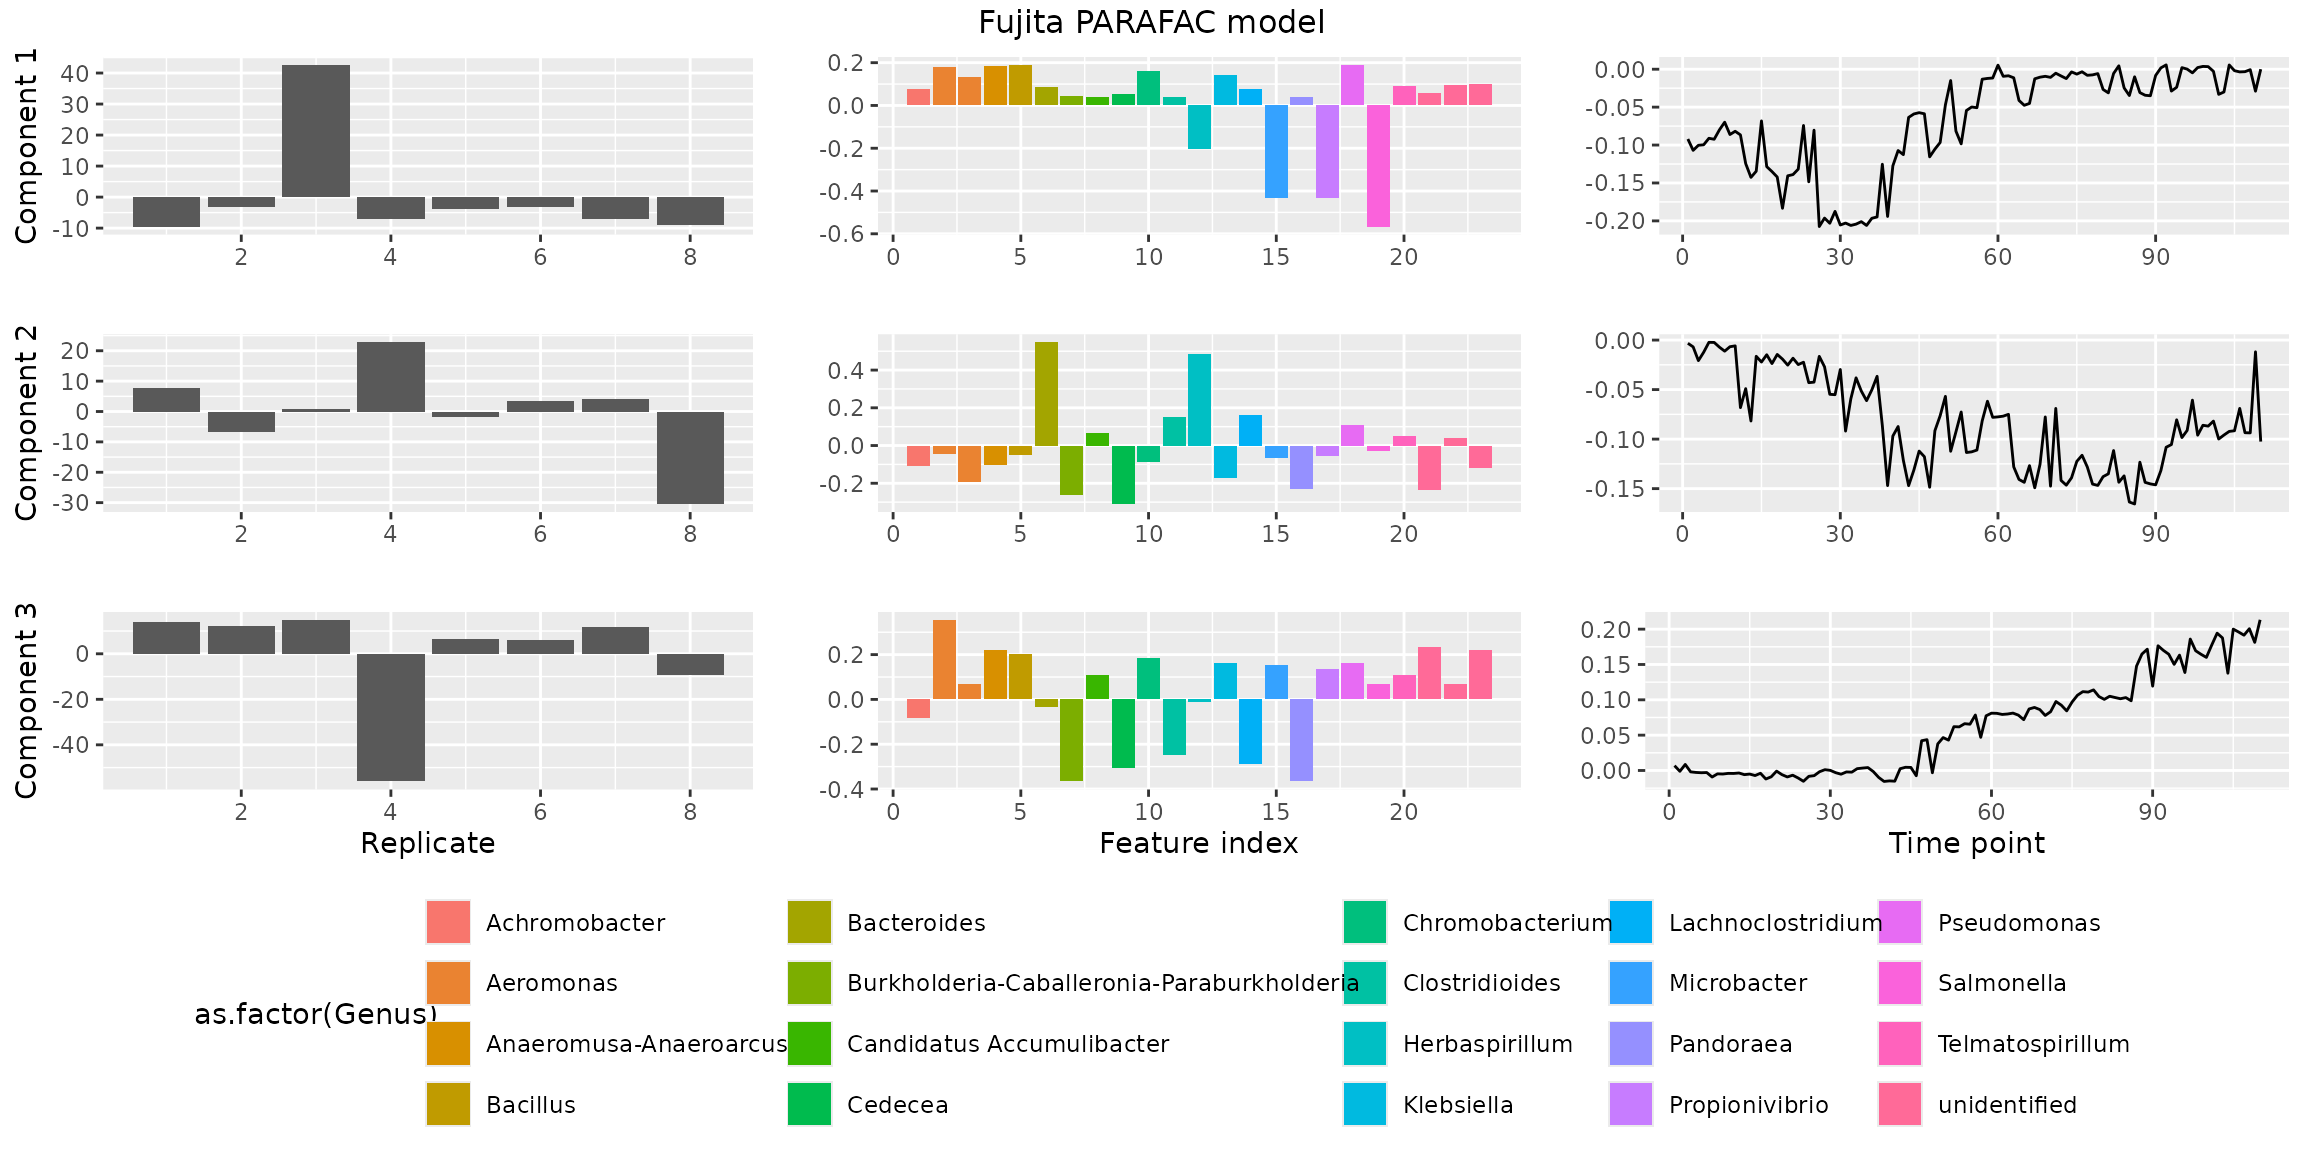 Fujita PARAFAC model
Component 1
40
30
20
10
0
-10
2 4 6 8
0.2
0.0
-0.2
-0.4
-0.6
0 5 10 15 20
0.00
-0.05
-0.10
-0.15
-0.20
0 30 60 90
Component 2
20
10
0
-10
-20
-30
2 4 6 8
0.4
0.2
0.0
-0.2
0 5 10 15 20
0.00
-0.05
-0.10
-0.15
0 30 60 90
Component 3
0
-20
-40
2 4 6 8
Replicate
0.2
0.0
-0.2
-0.4
0 5 10 15 20
Feature index
0.20
0.15
0.10
0.05
0.00
0 30 60 90
Time point
as.factor(Genus)
Achromobacter
Aeromonas
Anaeromusa-Anaeroarcus
Bacillus
Bacteroides
Burkholderia-Caballeronia-Paraburkholderia
Candidatus Accumulibacter
Cedecea
Chromobacterium
Clostridioides
Herbaspirillum
Klebsiella
Lachnoclostridium
Microbacter
Pandoraea
Propionivibrio
Pseudomonas
Salmonella
Telmatospirillum
unidentified